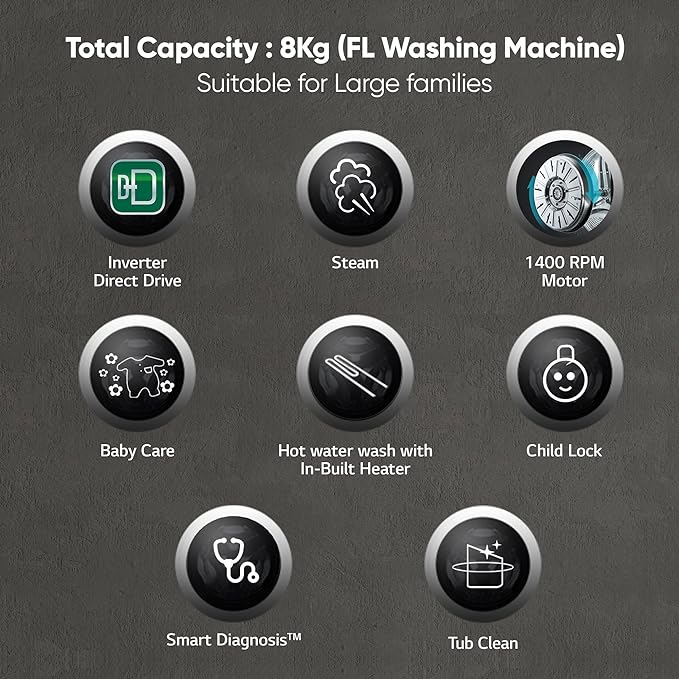 Total Capacity : 8Kg (FL Washing Machine)
Suitable for Large families
Inverter
Direct Drive
Steam
1400 RPM
Motor
Baby Care
Hot water wash with
In-Built Heater
Child Lock
Smart Diagnosis™
Tub Clean